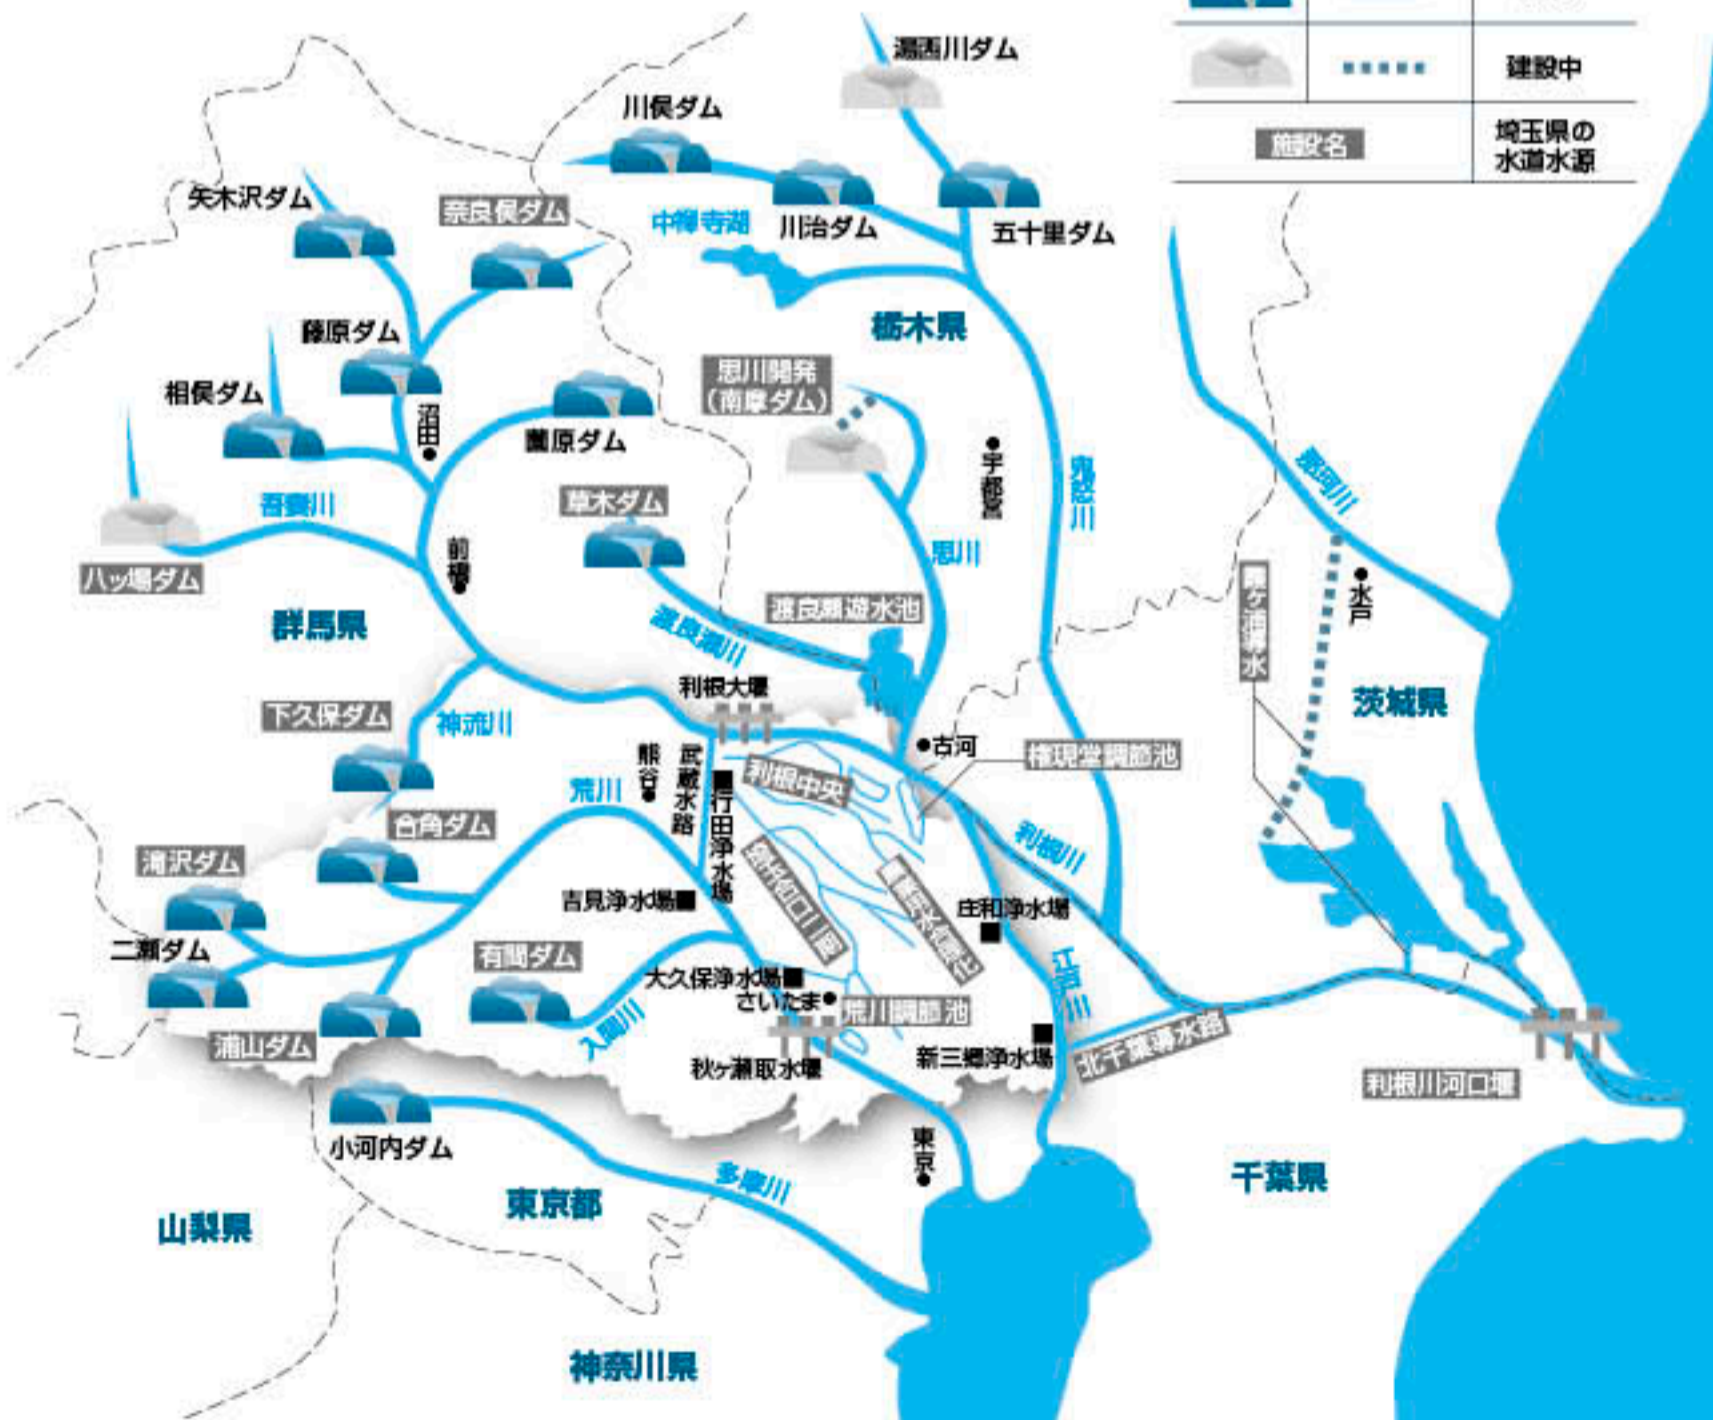 建設中
施設名
埼玉県の
水道水源
湯西川ダム
川俣ダム
矢木沢ダム
奈良俣ダム
中禅寺湖
川治ダム
五十里ダム
藤原ダム
栃木県
思川開発
（南摩ダム）
相俣ダム
沼田
薗原ダム
宇都宮
鬼怒川
那珂川
吾妻川
草木ダム
前橋
思川
八ッ場ダム
水戸
霞ヶ浦導水
群馬県
渡良瀬遊水池
渡良瀬川
茨城県
利根大堰
下久保ダム
神流川
古河
権現堂調節池
熊谷
武蔵水路
利根中央
行田浄水場
荒川
合角ダム
利根川
滝沢ダム
吉見浄水場
庄和浄水場
二瀬ダム
有間ダム
大久保浄水場
さいたま
荒川調節池
江戸川
入間川
浦山ダム
秋ヶ瀬取水堰
新三郷浄水場
北千葉導水路
利根川河口堰
小河内ダム
東京
多摩川
千葉県
東京都
山梨県
神奈川県